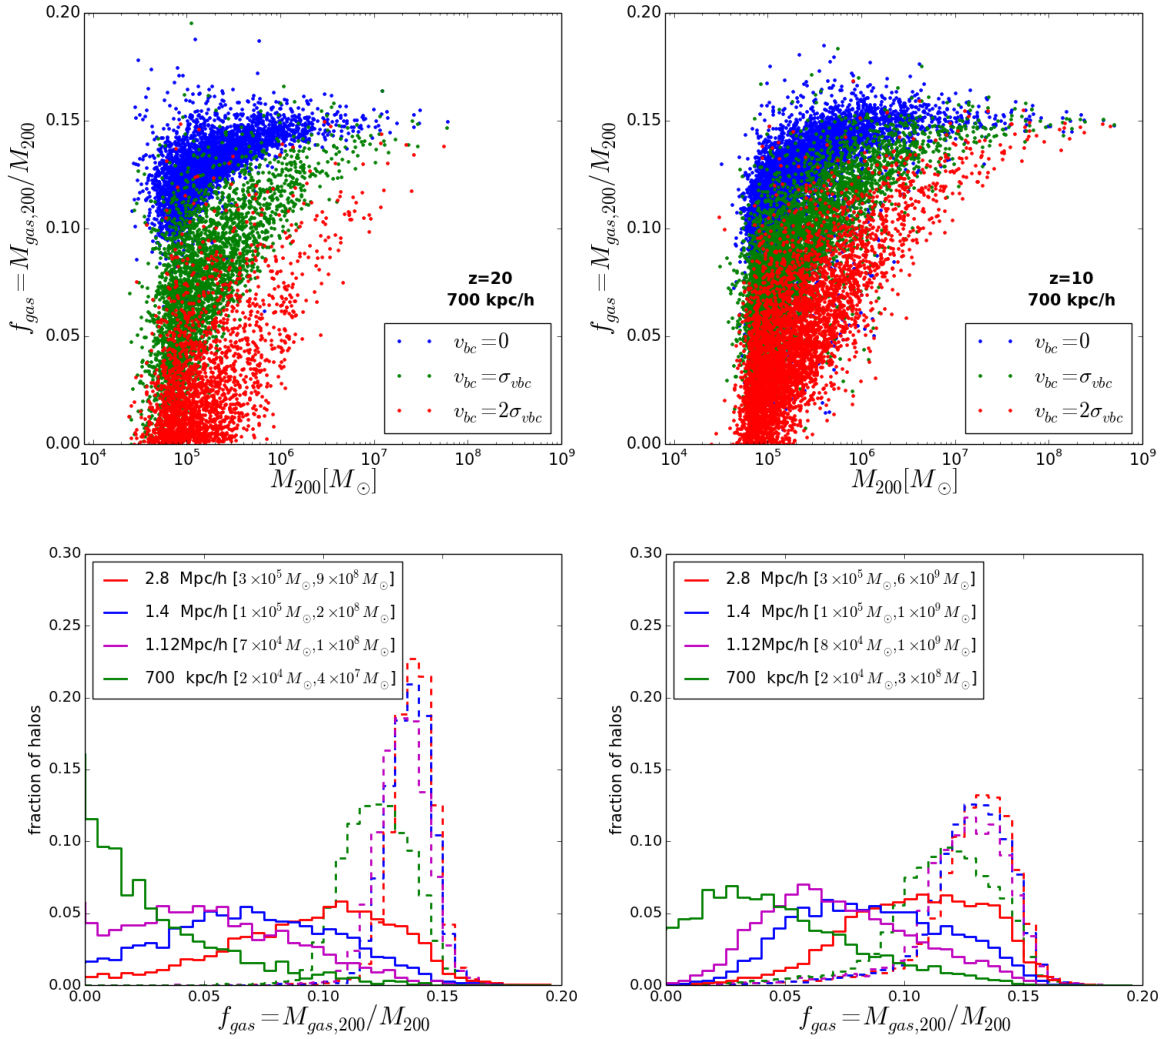 0.20
0.15
0.10
0.05
0.00
f_gas = M_gas,200/M_200
z=20
700 kpc/h
v_bc = 0
v_bc = σ_vbc
v_bc = 2σ_vbc
10^4 10^5 10^6 10^7 10^8 10^9
M_200[M_⊙]
0.20
0.15
0.10
0.05
0.00
f_gas = M_gas,200/M_200
z=10
700 kpc/h
v_bc = 0
v_bc = σ_vbc
v_bc = 2σ_vbc
10^4 10^5 10^6 10^7 10^8 10^9
M_200[M_⊙]
0.30
0.25
0.20
0.15
0.10
0.05
0.00
fraction of halos
2.8 Mpc/h [3×10^5 M_⊙,9×10^8 M_⊙]
1.4 Mpc/h [1×10^5 M_⊙,2×10^8 M_⊙]
1.12Mpc/h [7×10^4 M_⊙,1×10^8 M_⊙]
700 kpc/h [2×10^4 M_⊙,4×10^7 M_⊙]
0.00 0.05 0.10 0.15 0.20
f_gas = M_gas,200/M_200
0.30
0.25
0.20
0.15
0.10
0.05
0.00
fraction of halos
2.8 Mpc/h [3×10^5 M_⊙,6×10^9 M_⊙]
1.4 Mpc/h [1×10^5 M_⊙,1×10^9 M_⊙]
1.12Mpc/h [8×10^4 M_⊙,1×10^9 M_⊙]
700 kpc/h [2×10^4 M_⊙,3×10^8 M_⊙]
0.00 0.05 0.10 0.15 0.20
f_gas = M_gas,200/M_200